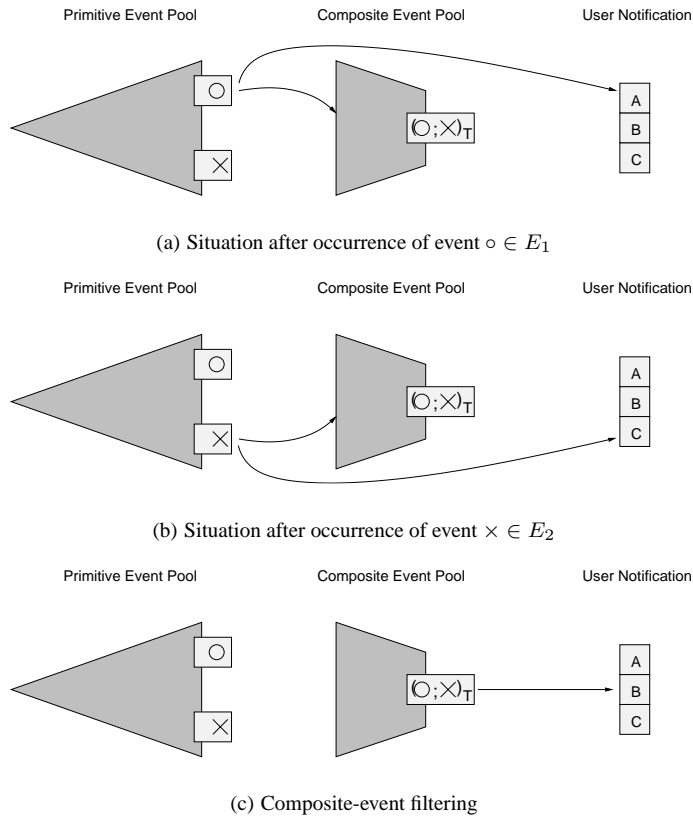 Primitive Event Pool Composite Event Pool User Notification
A
(○;×)T
B
× C
(a) Situation after occurrence of event ∘ ∈ E1
Primitive Event Pool Composite Event Pool User Notification
A
(○;×)T
B
× C
(b) Situation after occurrence of event × ∈ E2
Primitive Event Pool Composite Event Pool User Notification
A
(○;×)T
B
× C
(c) Composite-event filtering